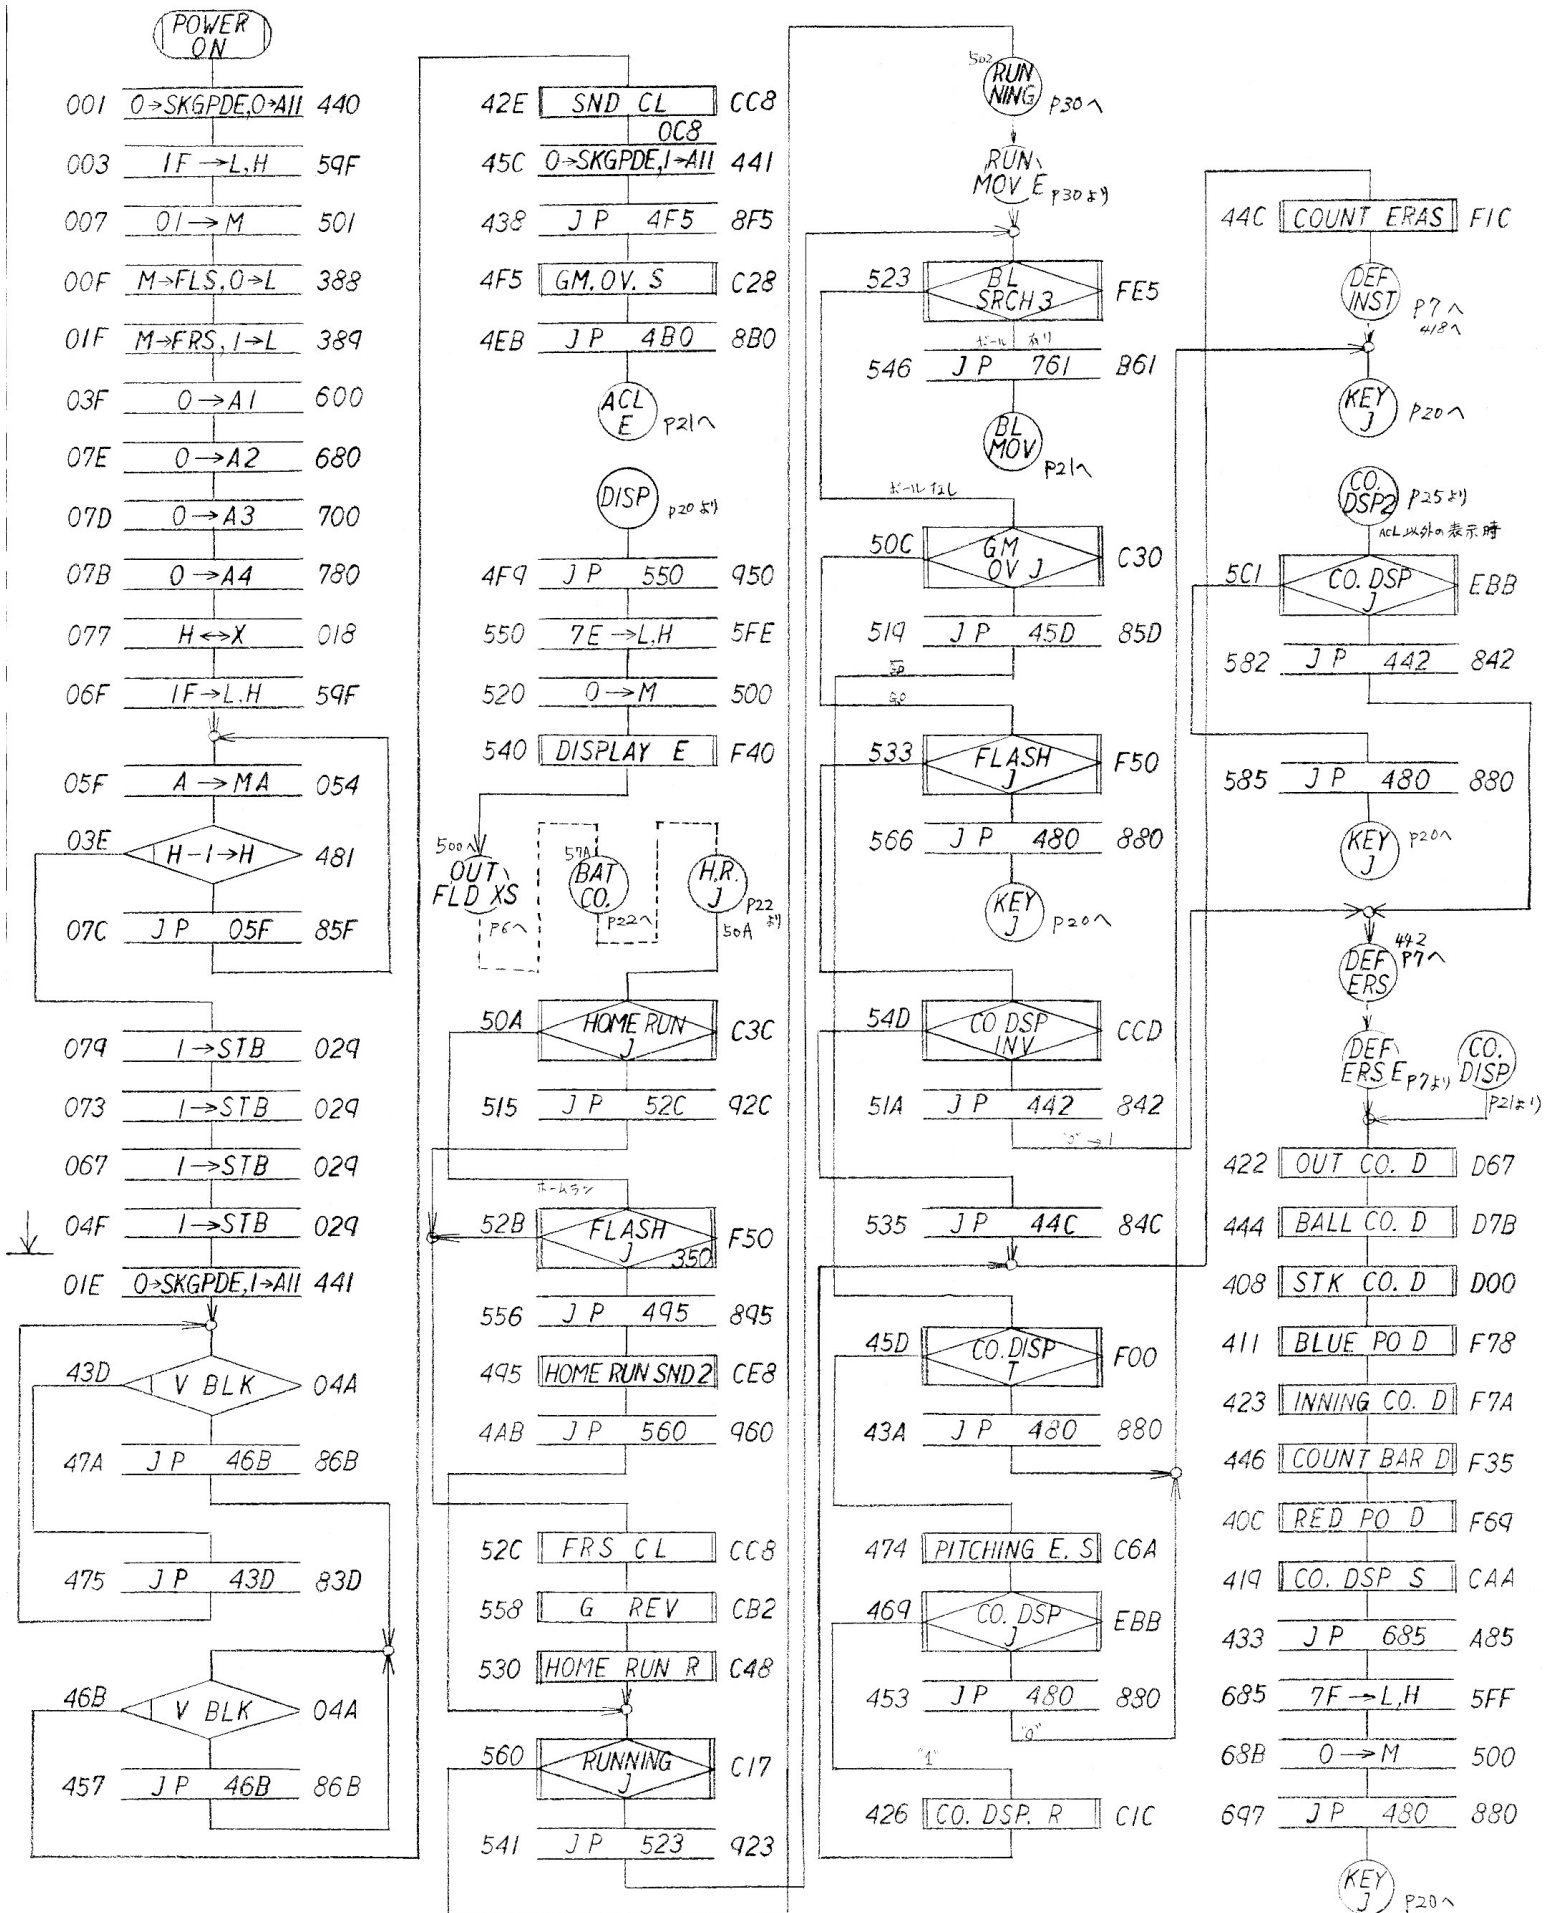 POWER
ON
001 0→SKGPDE,0→A11 440
003 1F→L,H 59F
007 01→M 501
00F M→FLS,0→L 388
01F M→FRS,1→L 389
03F 0→A1 600
07E 0→A2 680
07D 0→A3 700
07B 0→A4 780
077 H↔X 018
06F 1F→L,H 59F
05F A→MA 054
03E H-1→H 481
07C JP 05F 85F
079 1→STB 029
073 1→STB 029
067 1→STB 029
04F 1→STB 029
01E 0→SKGPDE,1→A11 441
43D V BLK 04A
47A JP 46B 86B
475 JP 43D 83D
46B V BLK 04A
457 JP 46B 86B
42E SND CL CC8
0C8
45C 0→SKGPDE,1→A11 441
438 JP 4F5 8F5
4F5 GM.OV.S C28
4EB JP 4B0 8B0
ACL
E P21へ
DISP P20より
4F9 JP 550 950
550 7E→L,H 5FE
520 0→M 500
540 DISPLAY E F40
500へ
OUT
FLD XS
P6へ
57A
BAT
CO.
P22へ
H.R.
J P22より
50A
50A HOME RUN
J C3C
515 JP 52C 92C
ホームラン
52B FLASH
J 350 F50
556 JP 495 895
495 HOME RUN SND2 CE8
4AB JP 560 960
52C FRS CL CC8
558 G REV CB2
530 HOME RUN R C48
560 RUNNING
J C17
541 JP 523 923
502
RUN
NING P30へ
RUN
MOV E P30より
523 BL
SRCH3 FE5
ボール有り
546 JP 761 B61
BL
MOV P21へ
ボールなし
50C GM
OV J C30
519 JP 45D 85D
GO
GO
533 FLASH
J F50
566 JP 480 880
KEY
J P20へ
54D CO DSP
INV CCD
51A JP 442 842
"0"→1
535 JP 44C 84C
45D CO.DISP
T F00
43A JP 480 880
474 PITCHING E.S C6A
469 CO.DSP
J EBB
453 JP 480 880
"0"
"1"
426 CO.DSP.R C1C
44C COUNT ERAS F1C
DEF
INST P7へ
418へ
KEY
J P20へ
CO.
DSP2 P25より
ACL以外の表示時
5C1 CO.DSP
J EBB
582 JP 442 842
585 JP 480 880
KEY
J P20へ
442
P7へ
DEF
ERS
DEF
ERS E P7より
CO.
DISP
P21より
422 OUT CO.D D67
444 BALL CO.D D7B
408 STK CO.D D00
411 BLUE PO D F78
423 INNING CO.D F7A
446 COUNT BAR D F35
40C RED PO D F69
419 CO.DSP S CAA
433 JP 685 A85
685 7F→L,H 5FF
68B 0→M 500
697 JP 480 880
KEY
J P20へ